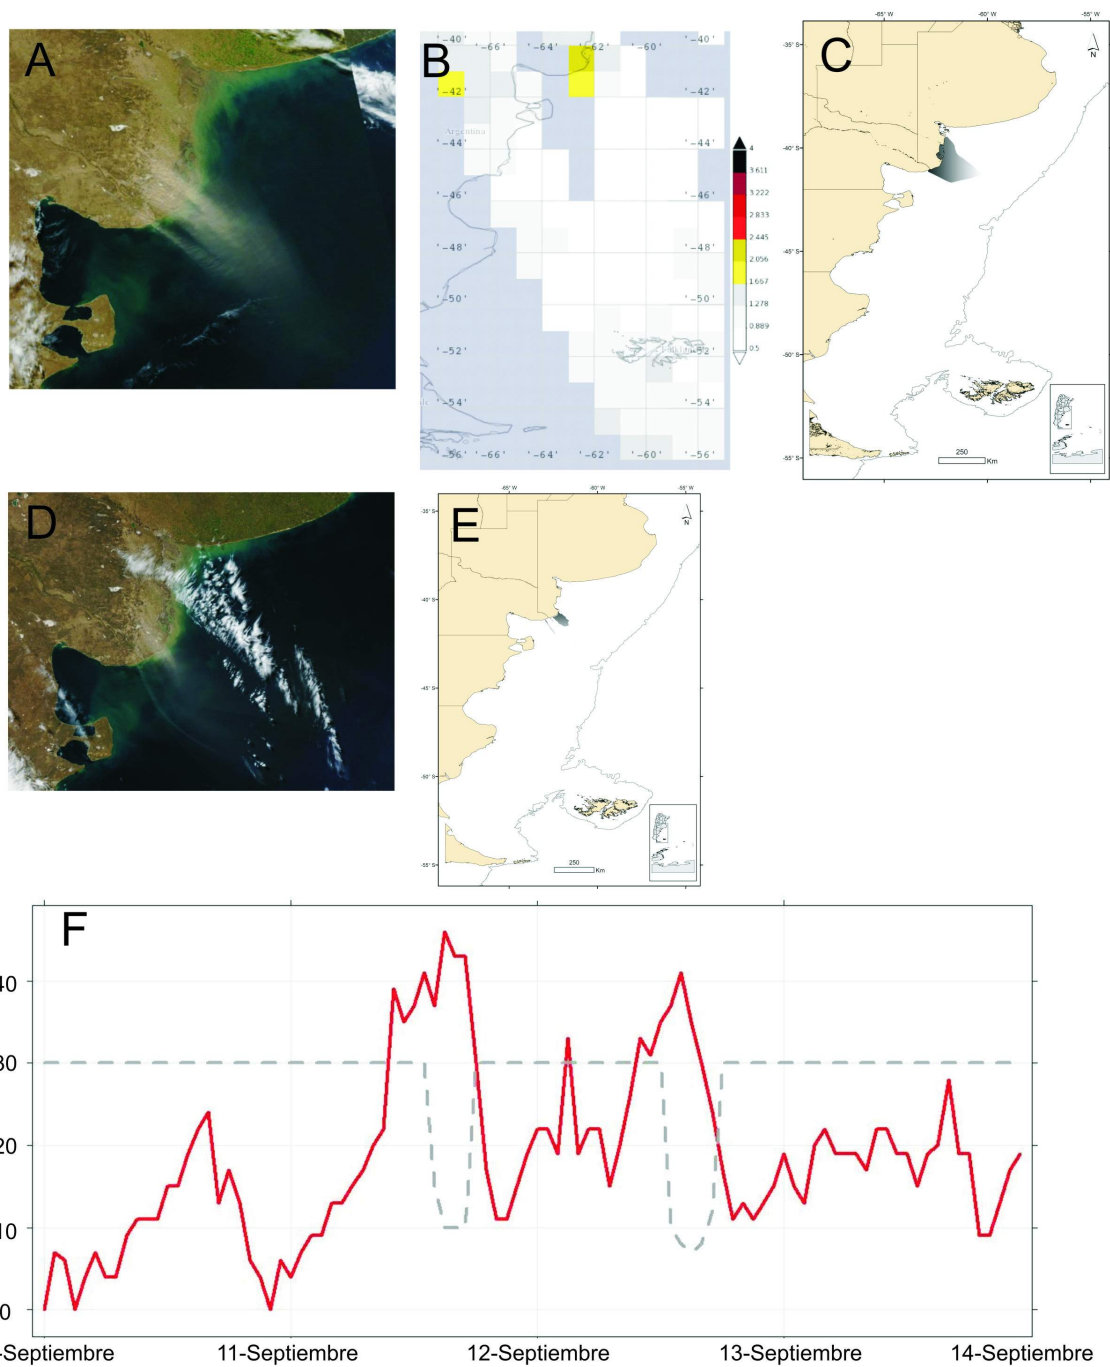 A
B
'-40'
'-66'
'-64'
'-62'
'-60'
'-40'
'-42'
'-42'
Argentina
'-44'
'-44'
'-46'
'-46'
'-48'
'-48'
'-50'
'-50'
'-52'
'-52'
'-54'
'-54'
'-56'
'-66'
'-64'
'-62'
'-60'
'-56'
4
3.611
3.222
2.833
2.445
2.056
1.667
1.278
0.889
0.5
C
-65° W
-60° W
-55° W
-35° S
-40° S
-45° S
-50° S
-55° S
N
250
Km
D
E
-65° W
-60° W
-55° W
-35° S
-40° S
-45° S
-50° S
-55° S
N
250
Km
F
40
30
20
10
0
-Septiembre
11-Septiembre
12-Septiembre
13-Septiembre
14-Septiembre